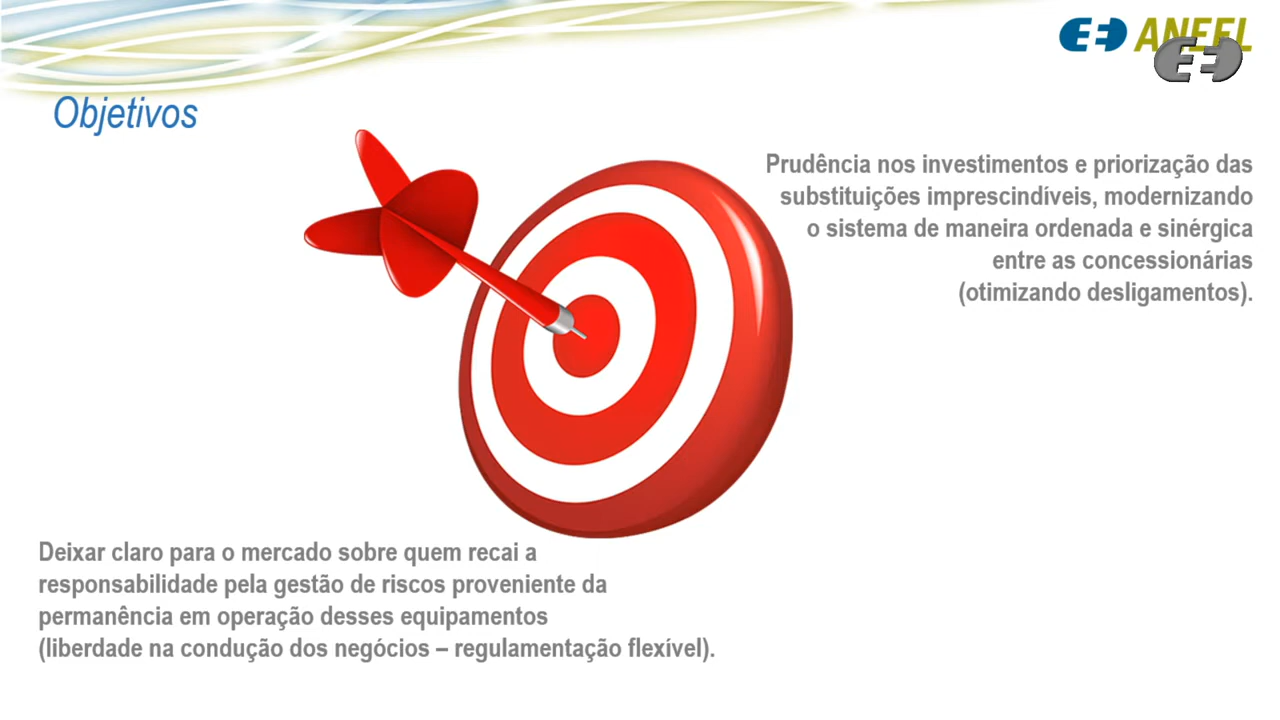 ANEEL
Objetivos
Prudência nos investimentos e priorização das
substituições imprescindíveis, modernizando
o sistema de maneira ordenada e sinérgica
entre as concessionárias
(otimizando desligamentos).
Deixar claro para o mercado sobre quem recai a
responsabilidade pela gestão de riscos proveniente da
permanência em operação desses equipamentos
(liberdade na condução dos negócios – regulamentação flexível).